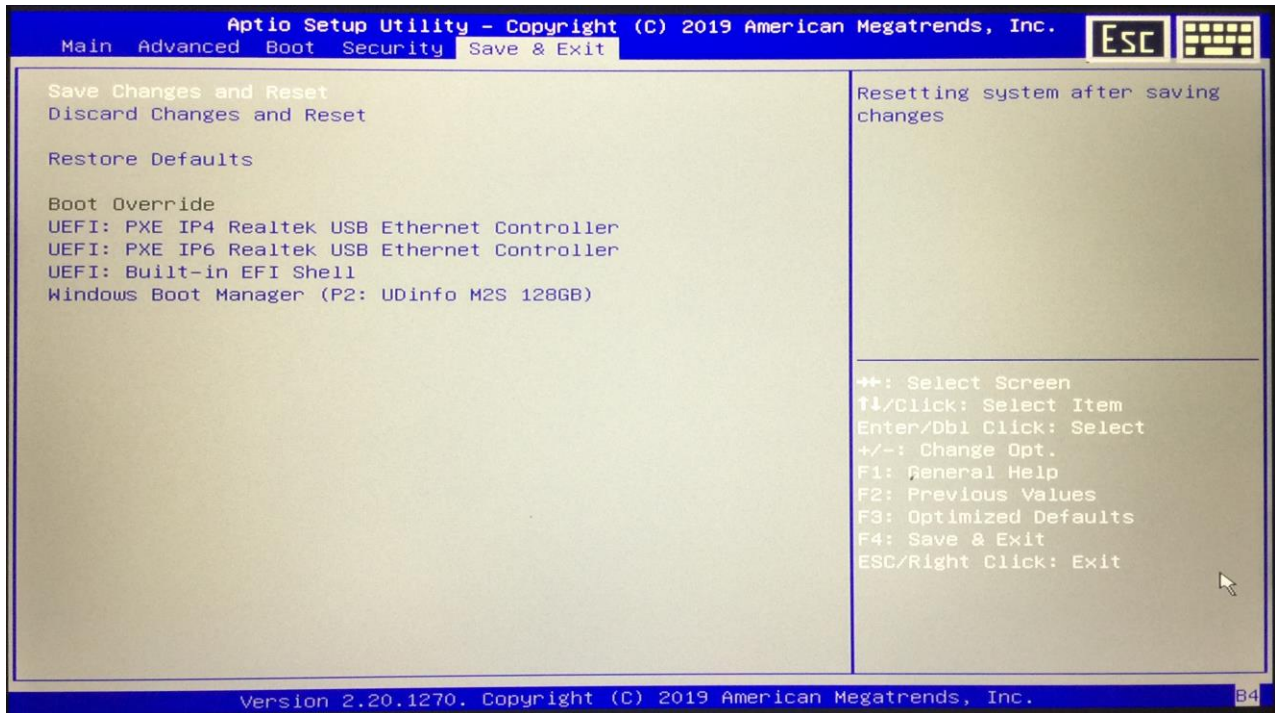 Aptio Setup Utility – Copyright (C) 2019 American Megatrends, Inc.
Main Advanced Boot Security Save & Exit
Esc
Save Changes and Reset
Discard Changes and Reset
Restore Defaults
Boot Override
UEFI: PXE IP4 Realtek USB Ethernet Controller
UEFI: PXE IP6 Realtek USB Ethernet Controller
UEFI: Built-in EFI Shell
Windows Boot Manager (P2: UDinfo M2S 128GB)
Resetting system after saving
changes
→←: Select Screen
↑↓/Click: Select Item
Enter/Dbl Click: Select
+/-: Change Opt.
F1: General Help
F2: Previous Values
F3: Optimized Defaults
F4: Save & Exit
ESC/Right Click: Exit
Version 2.20.1270. Copyright (C) 2019 American Megatrends, Inc.
B4